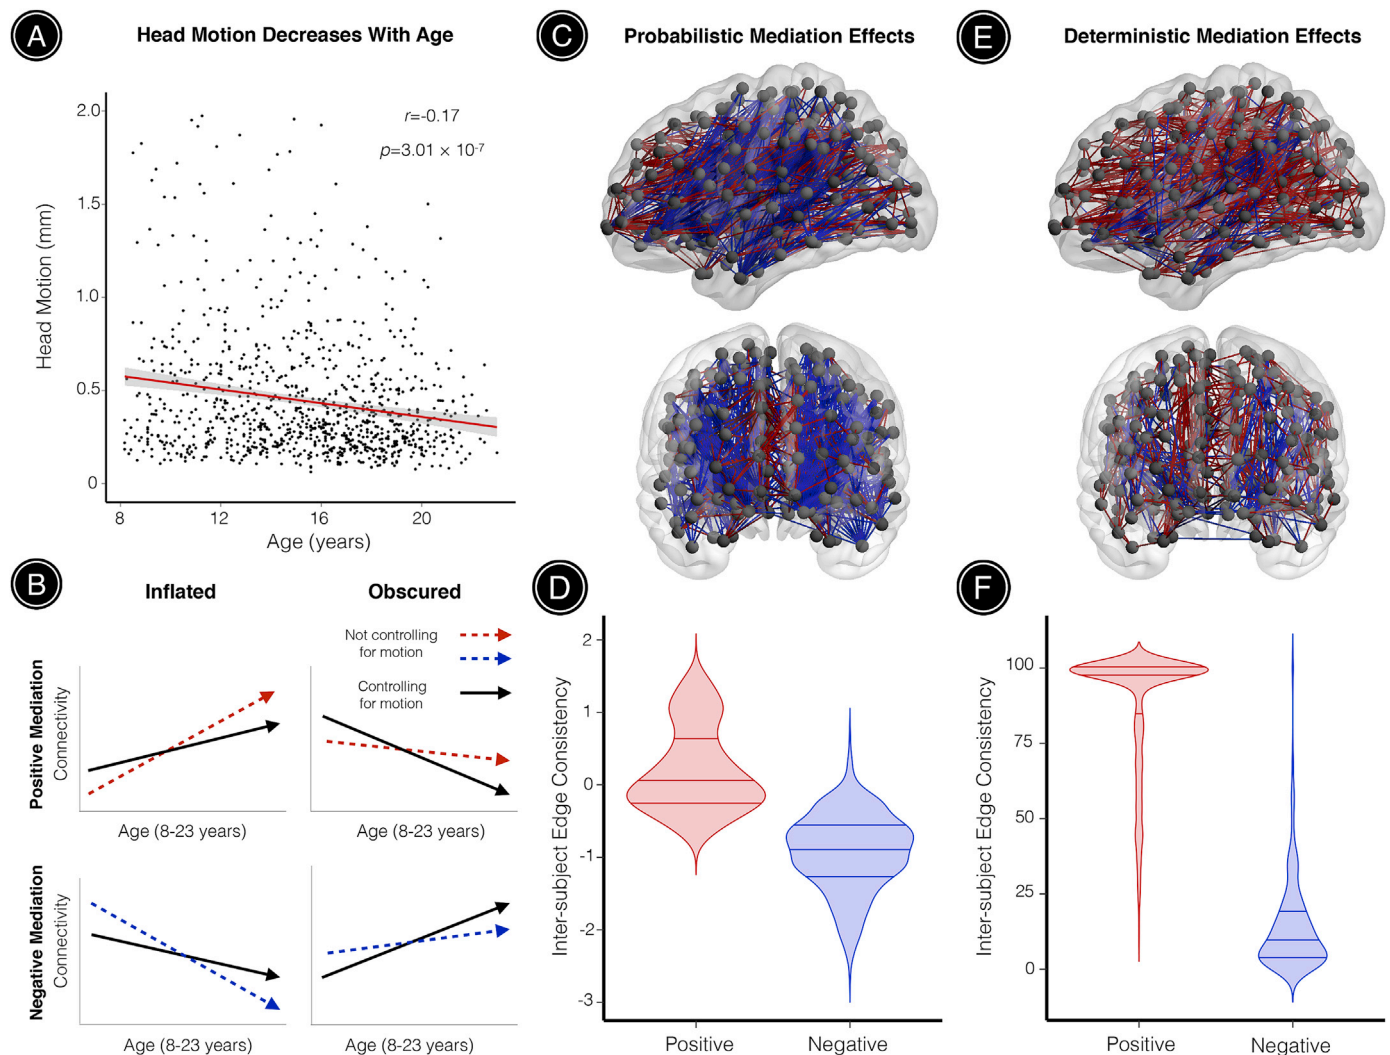 A
Head Motion Decreases With Age
r=-0.17
p=3.01 × 10-7
Head Motion (mm)
2.0
1.5
1.0
0.5
0
8
12
16
20
Age (years)
B
Inflated
Obscured
Not controlling
for motion
Controlling
for motion
Positive Mediation
Connectivity
Age (8-23 years)
Age (8-23 years)
Negative Mediation
Connectivity
Age (8-23 years)
Age (8-23 years)
C
Probabilistic Mediation Effects
D
Inter-subject Edge Consistency
2
1
0
-1
-2
-3
Positive
Negative
E
Deterministic Mediation Effects
F
Inter-subject Edge Consistency
100
75
50
25
0
Positive
Negative